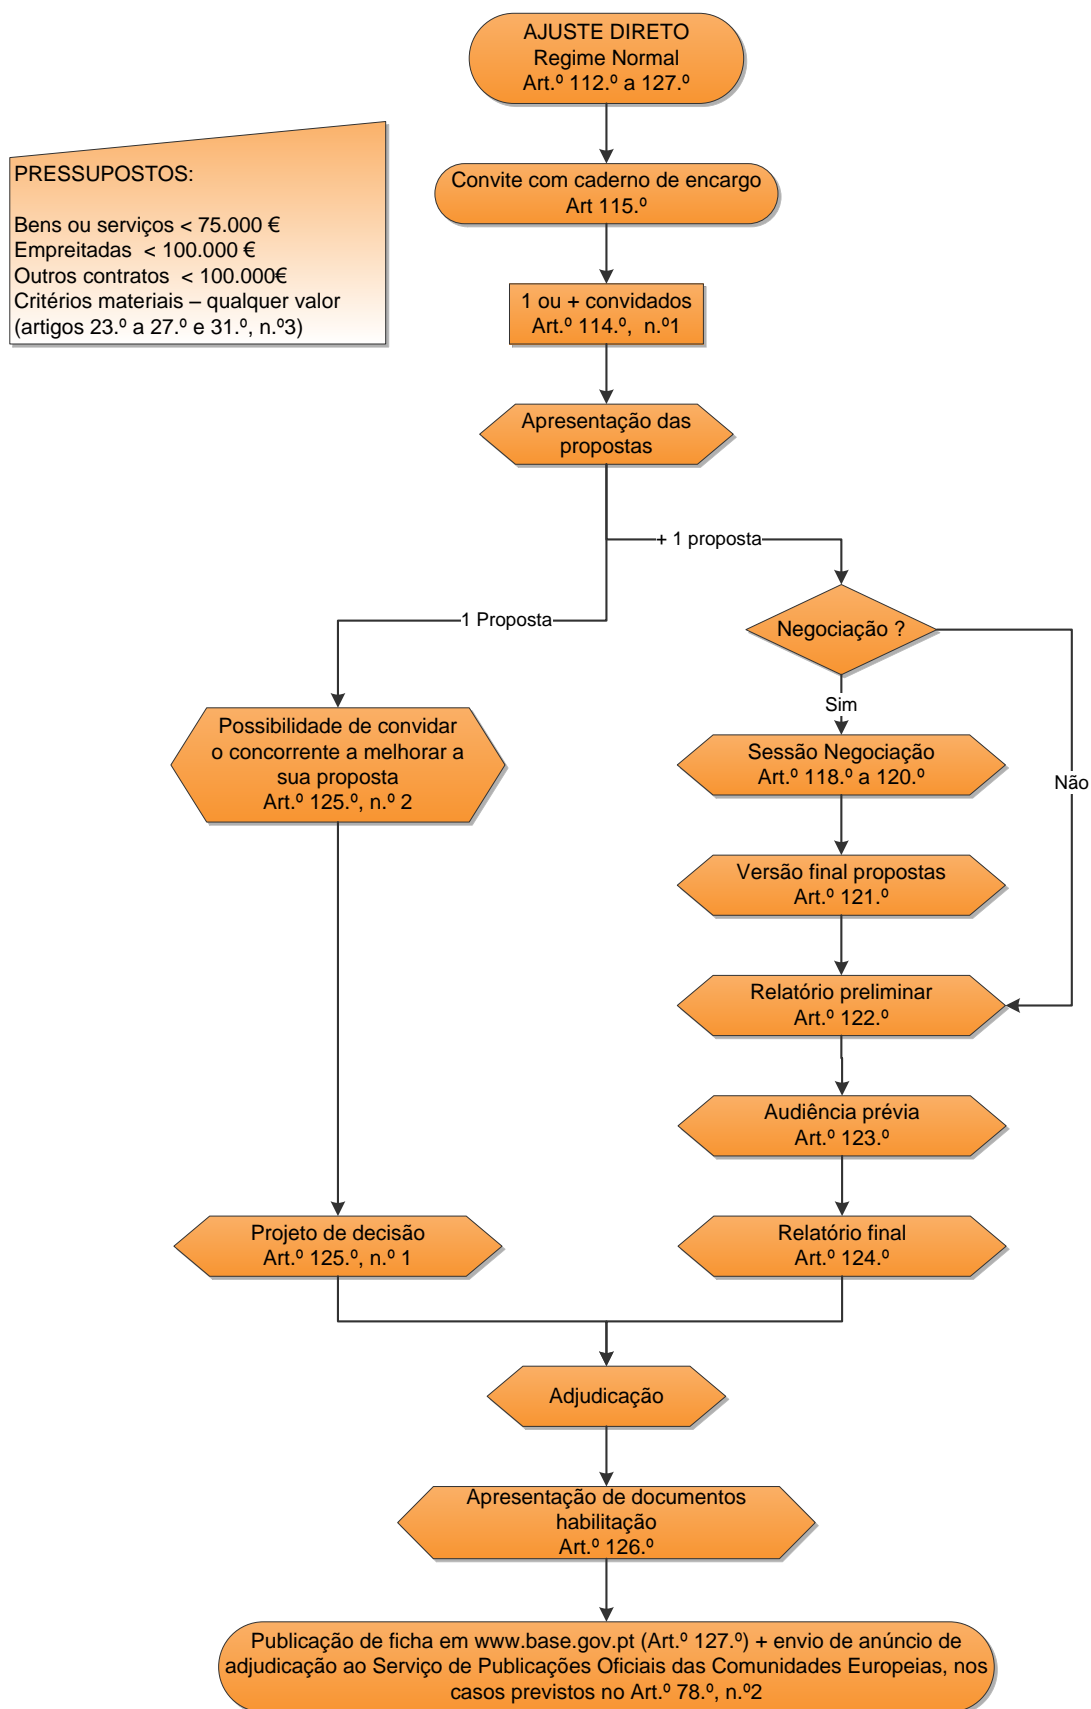 AJUSTE DIRETO
Regime Normal
Art.º 112.º a 127.º
PRESSUPOSTOS:
Bens ou serviços < 75.000 €
Empreitadas  < 100.000 €
Outros contratos  < 100.000€
Critérios materiais – qualquer valor
(artigos 23.º a 27.º e 31.º, n.º3)
Convite com caderno de encargo
Art 115.º
1 ou + convidados
Art.º 114.º,  n.º1
Apresentação das
propostas
+ 1 proposta
1 Proposta
Negociação ?
Sim
Não
Possibilidade de convidar
o concorrente a melhorar a
sua proposta
Art.º 125.º, n.º 2
Sessão Negociação
Art.º 118.º a 120.º
Versão final propostas
Art.º 121.º
Relatório preliminar
Art.º 122.º
Audiência prévia
Art.º 123.º
Projeto de decisão
Art.º 125.º, n.º 1
Relatório final
Art.º 124.º
Adjudicação
Apresentação de documentos
habilitação
Art.º 126.º
Publicação de ficha em www.base.gov.pt (Art.º 127.º) + envio de anúncio de
adjudicação ao Serviço de Publicações Oficiais das Comunidades Europeias, nos
casos previstos no Art.º 78.º, n.º2